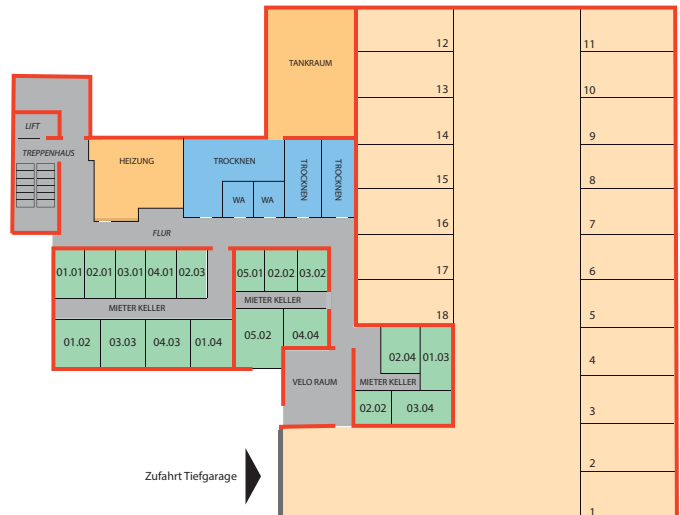 12
11
TANKRAUM
13
10
LIFT
14
9
TREPPENHAUS
HEIZUNG
TROCKNEN
TROCKNEN
TROCKNEN
15
8
WA
WA
16
7
FLUR
01.01 02.01 03.01 04.01 02.03
05.01 02.02 03.02
17
6
MIETER KELLER
MIETER KELLER
18
5
01.02 03.03 04.03 01.04
05.02 04.04
02.04 01.03
4
VELO RAUM
MIETER KELLER
02.02 03.04
3
Zufahrt Tiefgarage
2
1